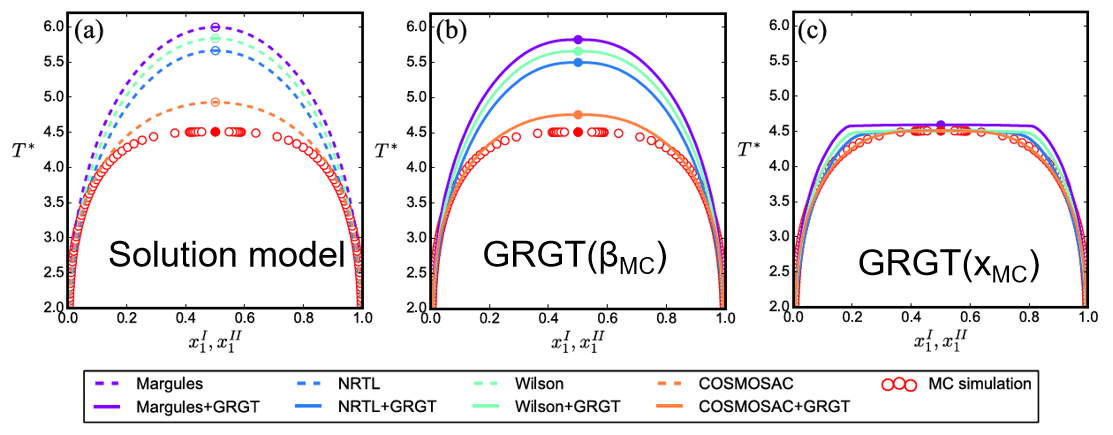 (a) (b) (c)
6.0 6.0 6.0
5.5 5.5 5.5
5.0 5.0 5.0
4.5 4.5 4.5
T* T* T*
4.0 4.0 4.0
3.5 3.5 3.5
3.0 3.0 3.0
Solution model GRGT(βMC) GRGT(xMC)
2.5 2.5 2.5
2.0 2.0 2.0
0.0 0.2 0.4 0.6 0.8 1.0 0.0 0.2 0.4 0.6 0.8 1.0 0.0 0.2 0.4 0.6 0.8 1.0
x₁ᴵ, x₁ᴵᴵ x₁ᴵ, x₁ᴵᴵ x₁ᴵ, x₁ᴵᴵ
Margules NRTL Wilson COSMOSAC MC simulation
Margules+GRGT NRTL+GRGT Wilson+GRGT COSMOSAC+GRGT